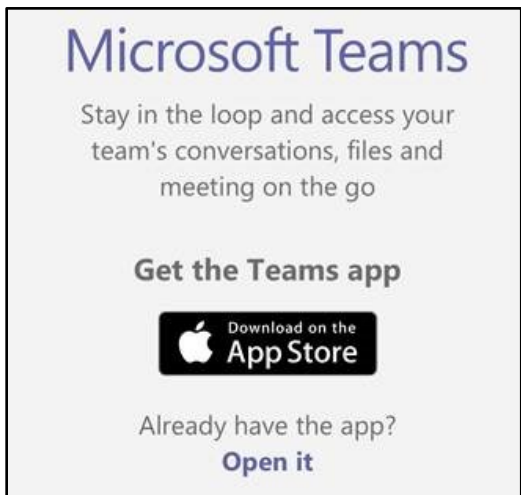 Microsoft Teams
Stay in the loop and access your
team's conversations, files and
meeting on the go
Get the Teams app
Download on the
App Store
Already have the app?
Open it